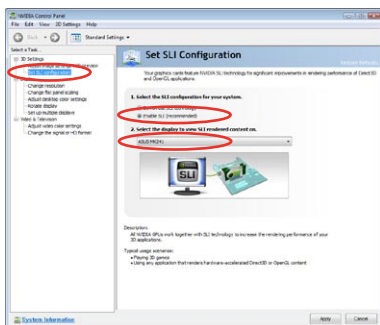 NVIDIA Control Panel
File Edit View 3D Settings Help
Back
Standard Settings
Select a Task...
3D Settings
Set SLI configuration
Change resolution
Change flat panel scaling
Adjust desktop color settings
Rotate display
Set up multiple displays
Video & Television
Adjust video color settings
Change the signal or HD format
System Information
Set SLI Configuration
Restore Defaults
Your graphics cards feature NVIDIA SLI technology for significant improvements in rendering performance of Direct3D
and OpenGL applications.
1. Select the SLI configuration for your system.
Enable SLI (recommended)
2. Select the display to view SLI rendered content on.
SLI
Description:
All NVIDIA GPUs work together with SLI technology to increase the rendering performance of your
3D applications.
Typical usage scenarios:
• Playing 3D games
• Using any application that renders hardware-accelerated Direct3D or OpenGL content
Apply
Cancel